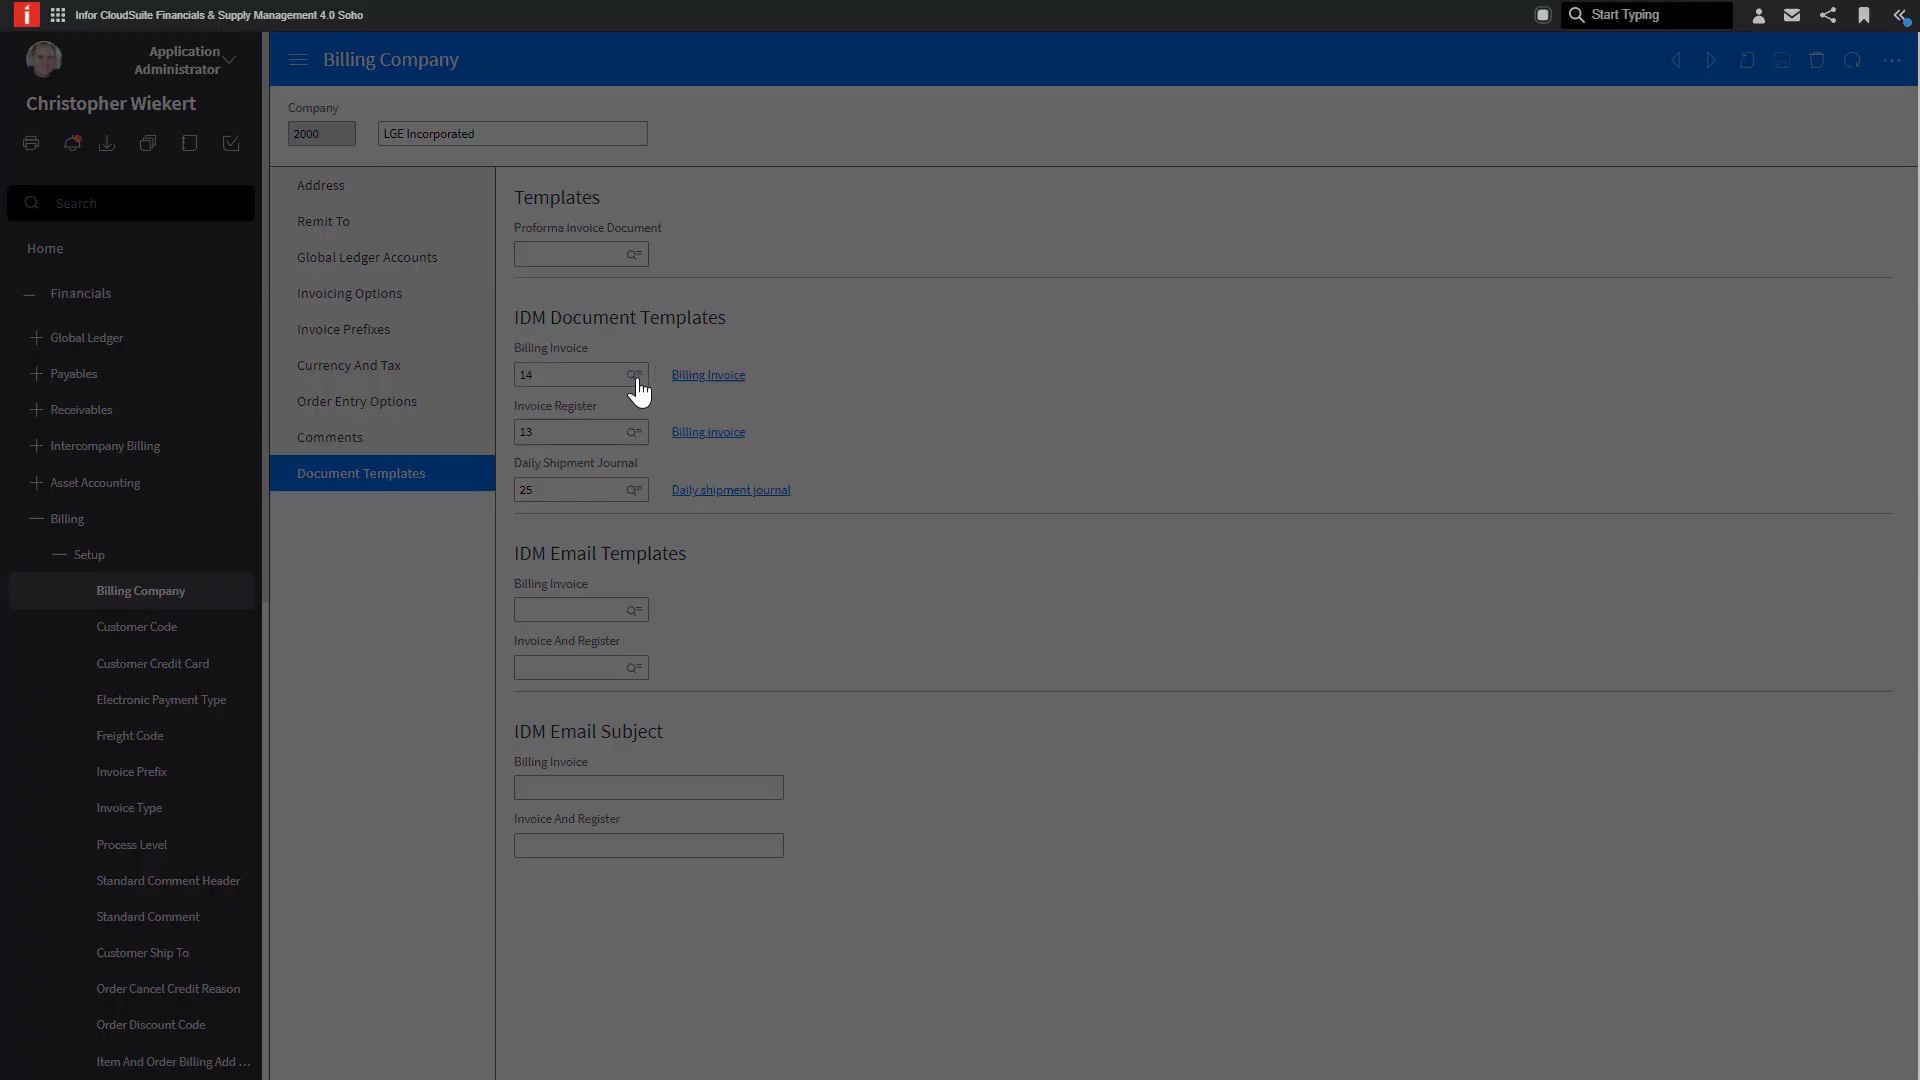 Infor CloudSuite Financials & Supply Management 4.0 Soho
Start Typing
Application
Administrator
Christopher Wiekert
Search
Home
Financials
Global Ledger
Payables
Receivables
Intercompany Billing
Asset Accounting
Billing
Setup
Billing Company
Customer Code
Customer Credit Card
Electronic Payment Type
Freight Code
Invoice Prefix
Invoice Type
Process Level
Standard Comment Header
Standard Comment
Customer Ship To
Order Cancel Credit Reason
Order Discount Code
Item And Order Billing Add ...
Billing Company
Company
2000 LGE Incorporated
Address
Remit To
Global Ledger Accounts
Invoicing Options
Invoice Prefixes
Currency And Tax
Order Entry Options
Comments
Document Templates
Templates
Proforma Invoice Document
IDM Document Templates
Billing Invoice
14 Billing Invoice
Invoice Register
13 Billing invoice
Daily Shipment Journal
25 Daily shipment journal
IDM Email Templates
Billing Invoice
Invoice And Register
IDM Email Subject
Billing Invoice
Invoice And Register